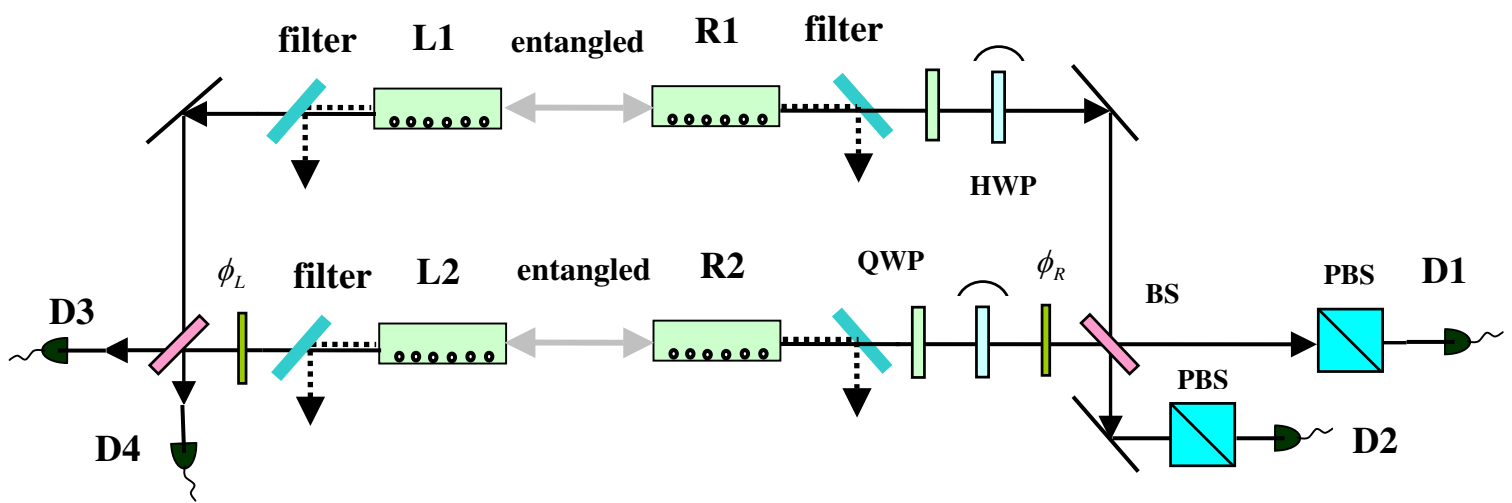 filter
L1
entangled
R1
filter
HWP
ϕ_L
filter
L2
entangled
R2
QWP
ϕ_R
BS
PBS
D1
D3
PBS
D4
D2